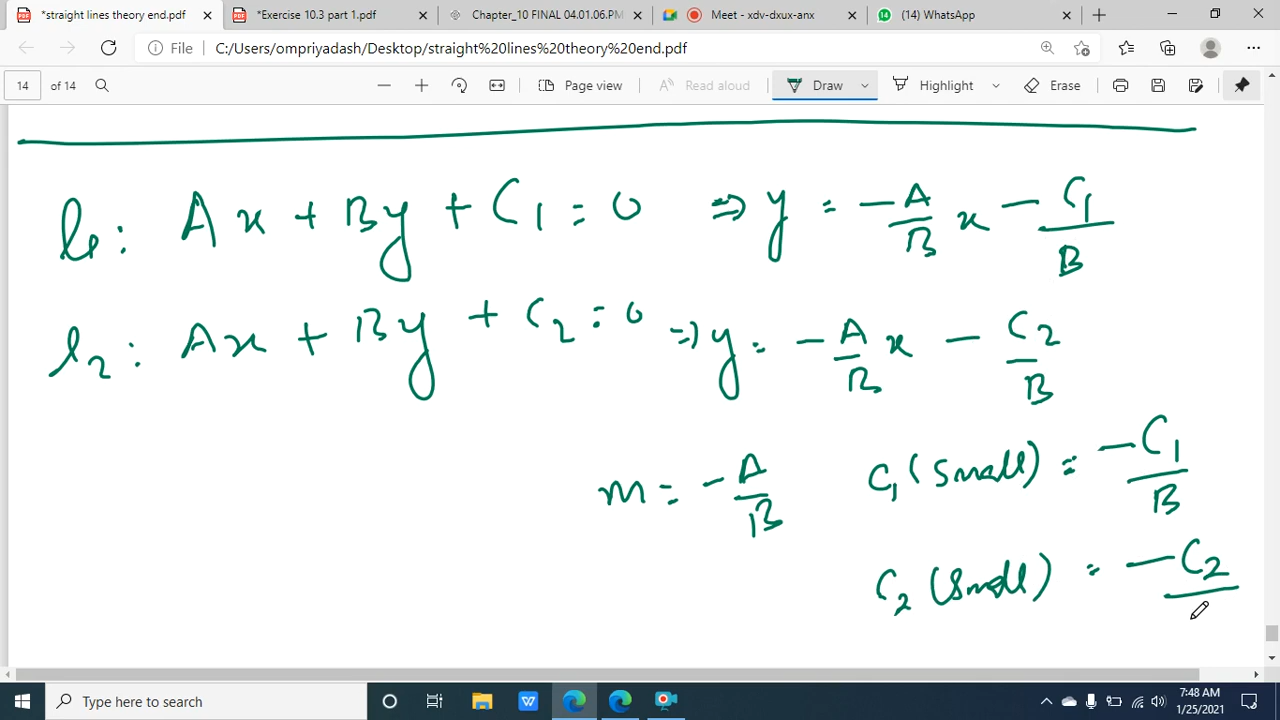 *straight lines theory end.pdf × *Exercise 10.3 part 1.pdf × Chapter_10 FINAL 04.01.06.PM × Meet - xdv-dxux-anx × (14) WhatsApp ×
File C:/Users/ompriyadash/Desktop/straight%20lines%20theory%20end.pdf
14 of 14 Page view Read aloud Draw Highlight Erase
l₁: Ax + By + C₁ = 0 ⇒ y = -A/B x - C₁/B
l₂: Ax + By + C₂ = 0 ⇒ y = -A/B x - C₂/B
m = -A/B C₁ (small) = -C₁/B
C₂ (small) = -C₂/
Type here to search 7:48 AM
1/25/2021